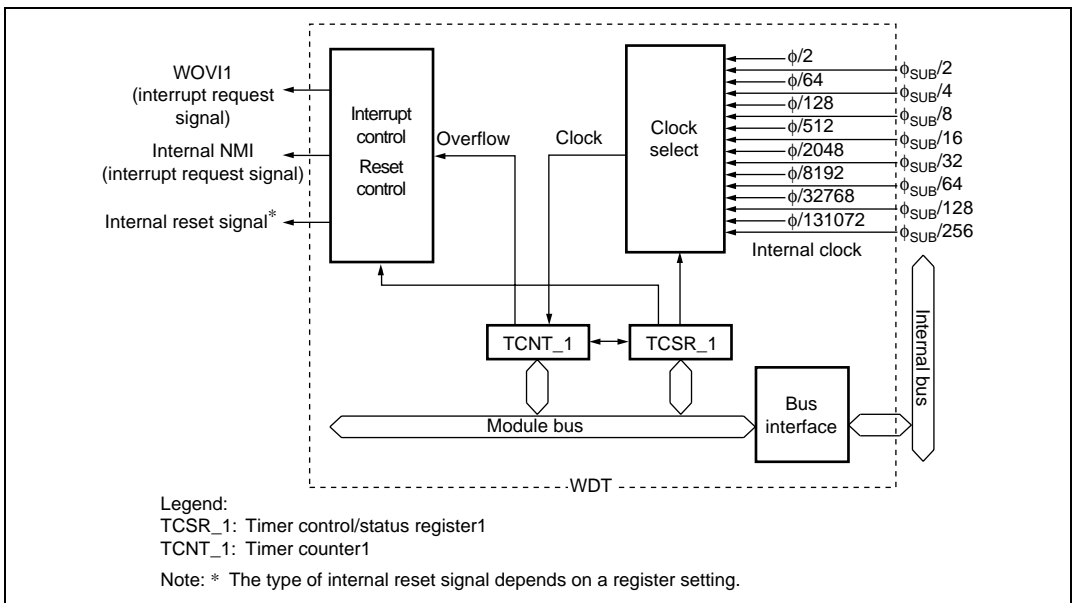 WOVI1
(interrupt request
signal)
Internal NMI
(interrupt request signal)
Internal reset signal*
Interrupt
control
Reset
control
Overflow
Clock
Clock
select
ϕ/2
ϕSUB/2
ϕ/64
ϕSUB/4
ϕ/128
ϕSUB/8
ϕ/512
ϕSUB/16
ϕ/2048
ϕSUB/32
ϕ/8192
ϕSUB/64
ϕ/32768
ϕSUB/128
ϕ/131072
ϕSUB/256
Internal clock
TCNT_1
TCSR_1
Module bus
Bus
interface
Internal bus
WDT
Legend:
TCSR_1: Timer control/status register1
TCNT_1: Timer counter1
Note: * The type of internal reset signal depends on a register setting.